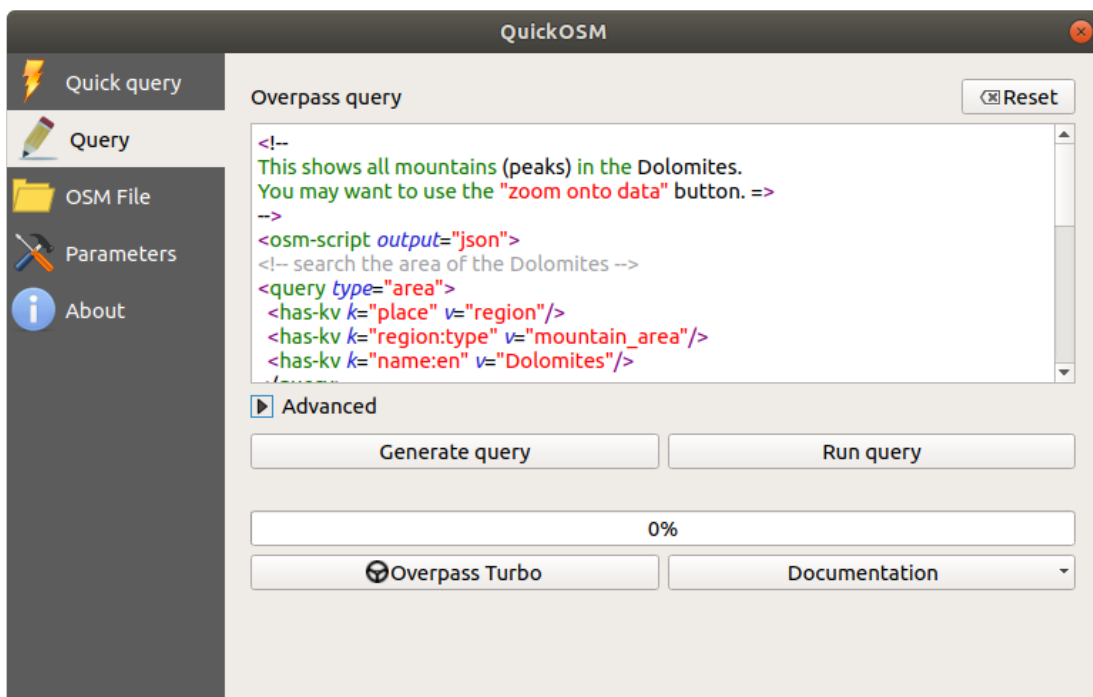 QuickOSM
Quick query
Query
OSM File
Parameters
About
Overpass query
Reset
<!--
This shows all mountains (peaks) in the Dolomites.
You may want to use the "zoom onto data" button. =>
-->
<osm-script output="json">
<!-- search the area of the Dolomites -->
<query type="area">
<has-kv k="place" v="region"/>
<has-kv k="region:type" v="mountain_area"/>
<has-kv k="name:en" v="Dolomites"/>
Advanced
Generate query
Run query
0%
Overpass Turbo
Documentation